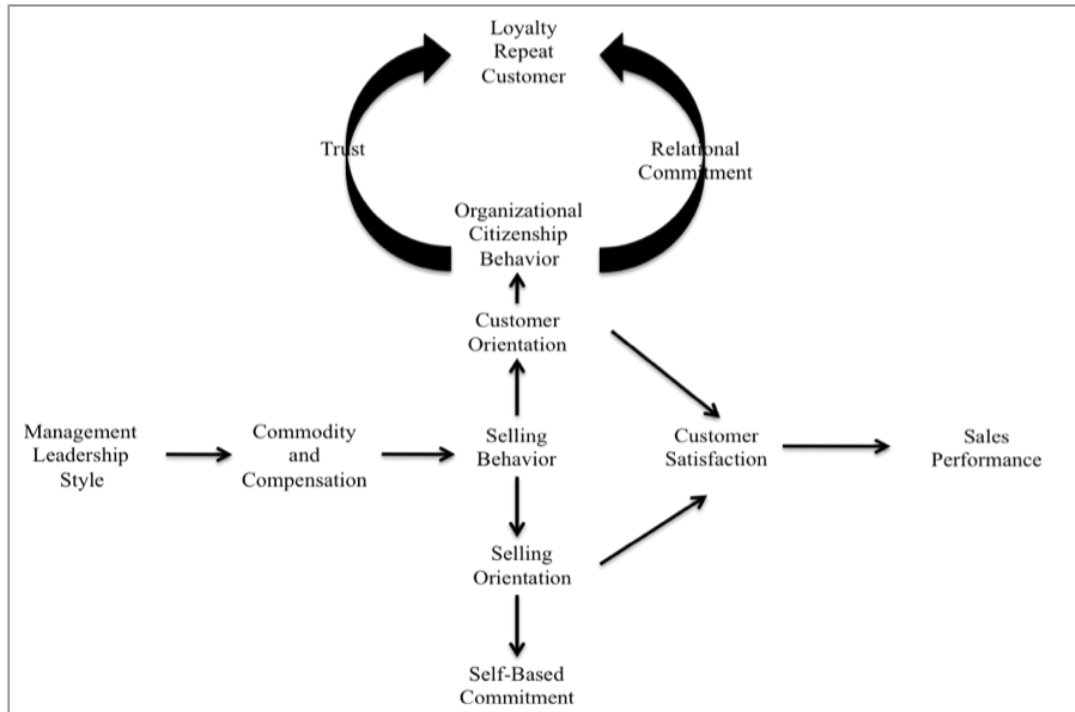 Loyalty
Repeat
Customer
Trust
Relational
Commitment
Organizational
Citizenship
Behavior
Customer
Orientation
Management
Leadership
Style
Commodity
and
Compensation
Selling
Behavior
Customer
Satisfaction
Sales
Performance
Selling
Orientation
Self-Based
Commitment